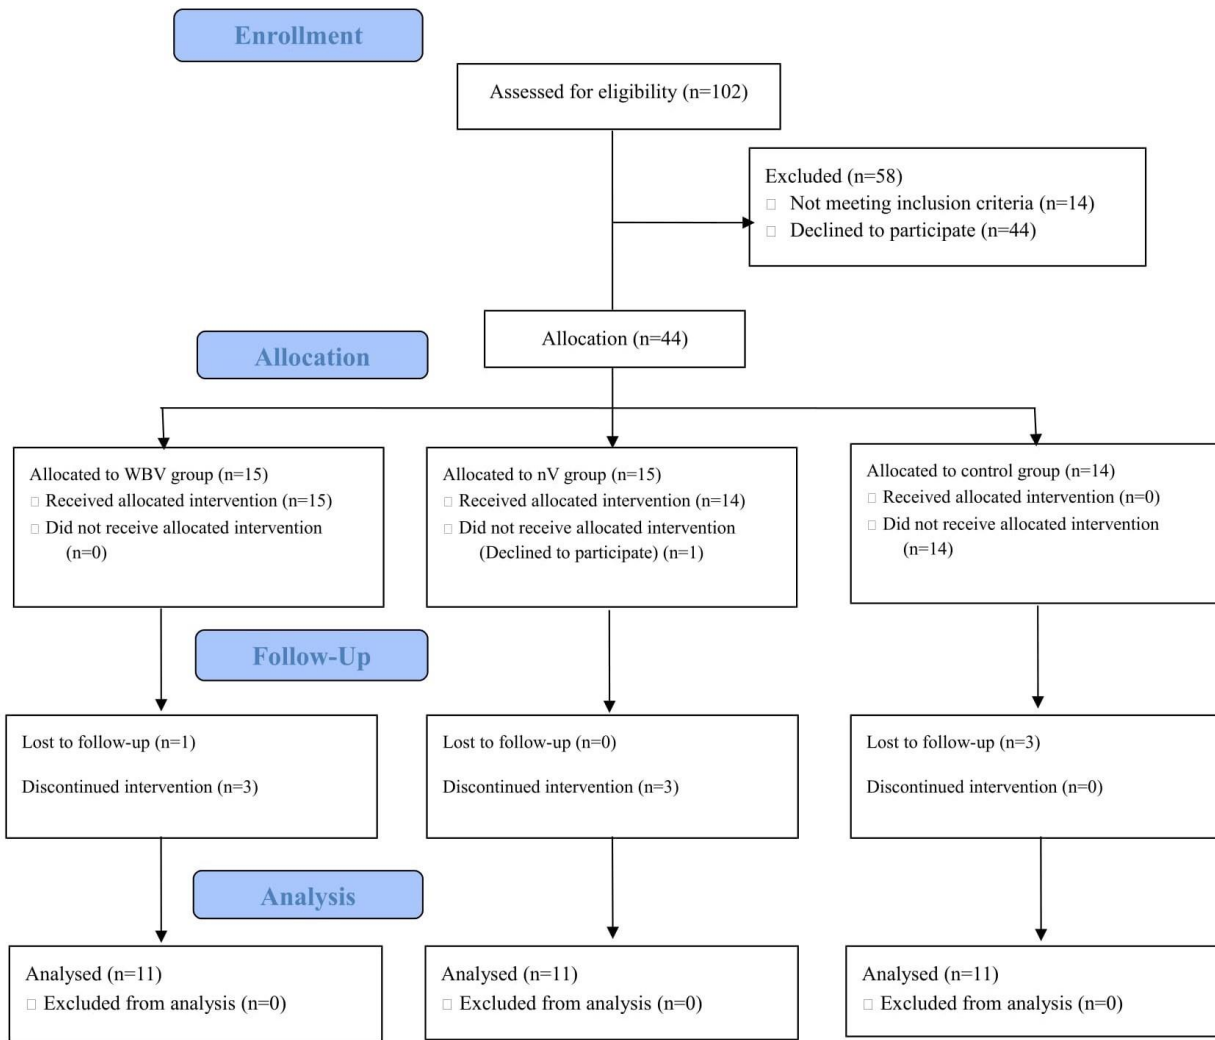 Enrollment
Assessed for eligibility (n=102)
Excluded (n=58)
□ Not meeting inclusion criteria (n=14)
□ Declined to participate (n=44)
Allocation (n=44)
Allocation
Allocated to WBV group (n=15)
□ Received allocated intervention (n=15)
□ Did not receive allocated intervention
(n=0)
Allocated to nV group (n=15)
□ Received allocated intervention (n=14)
□ Did not receive allocated intervention
(Declined to participate) (n=1)
Allocated to control group (n=14)
□ Received allocated intervention (n=0)
□ Did not receive allocated intervention
(n=14)
Follow-Up
Lost to follow-up (n=1)
Discontinued intervention (n=3)
Lost to follow-up (n=0)
Discontinued intervention (n=3)
Lost to follow-up (n=3)
Discontinued intervention (n=0)
Analysis
Analysed (n=11)
□ Excluded from analysis (n=0)
Analysed (n=11)
□ Excluded from analysis (n=0)
Analysed (n=11)
□ Excluded from analysis (n=0)